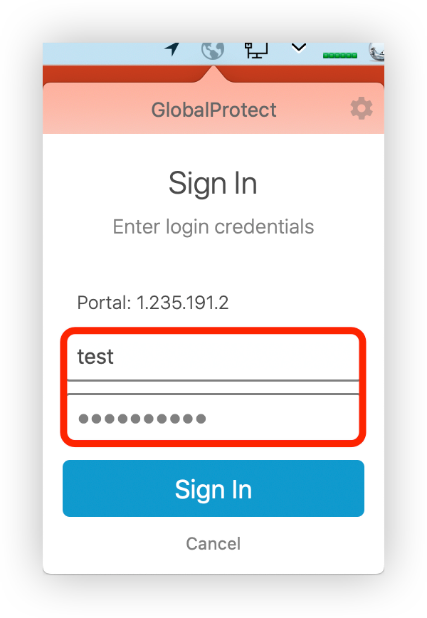 GlobalProtect
Sign In
Enter login credentials
Portal: 1.235.191.2
test
●●●●●●●●●●
Sign In
Cancel